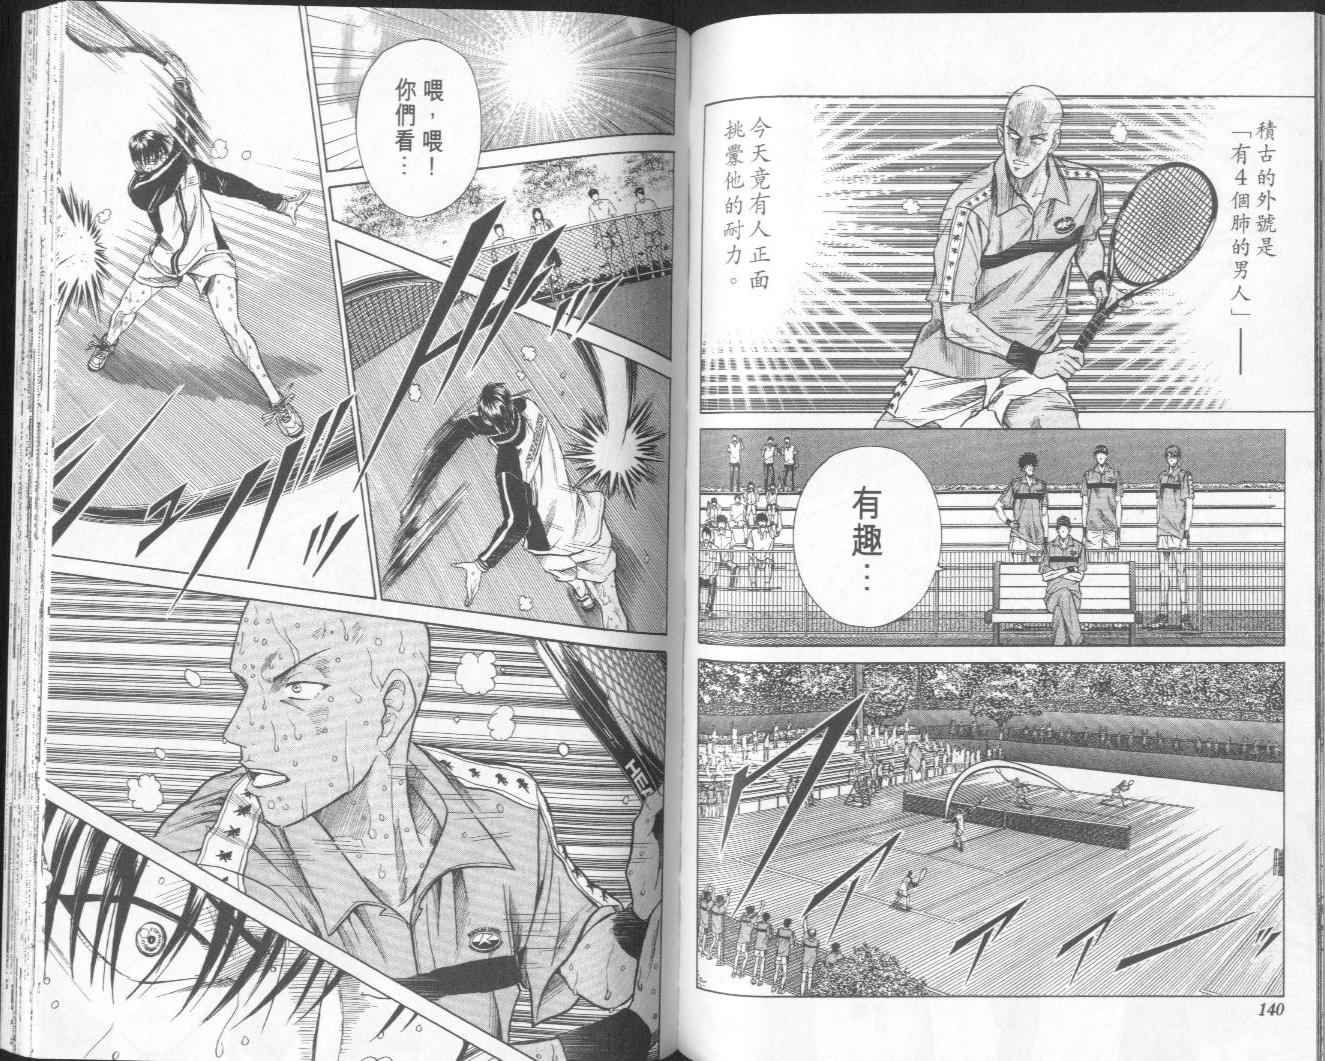 積古的外號是
「有4個肺的男人」——
今天竟有人正面
挑釁他的耐力。
有趣…
140
喂，喂！
你們看…